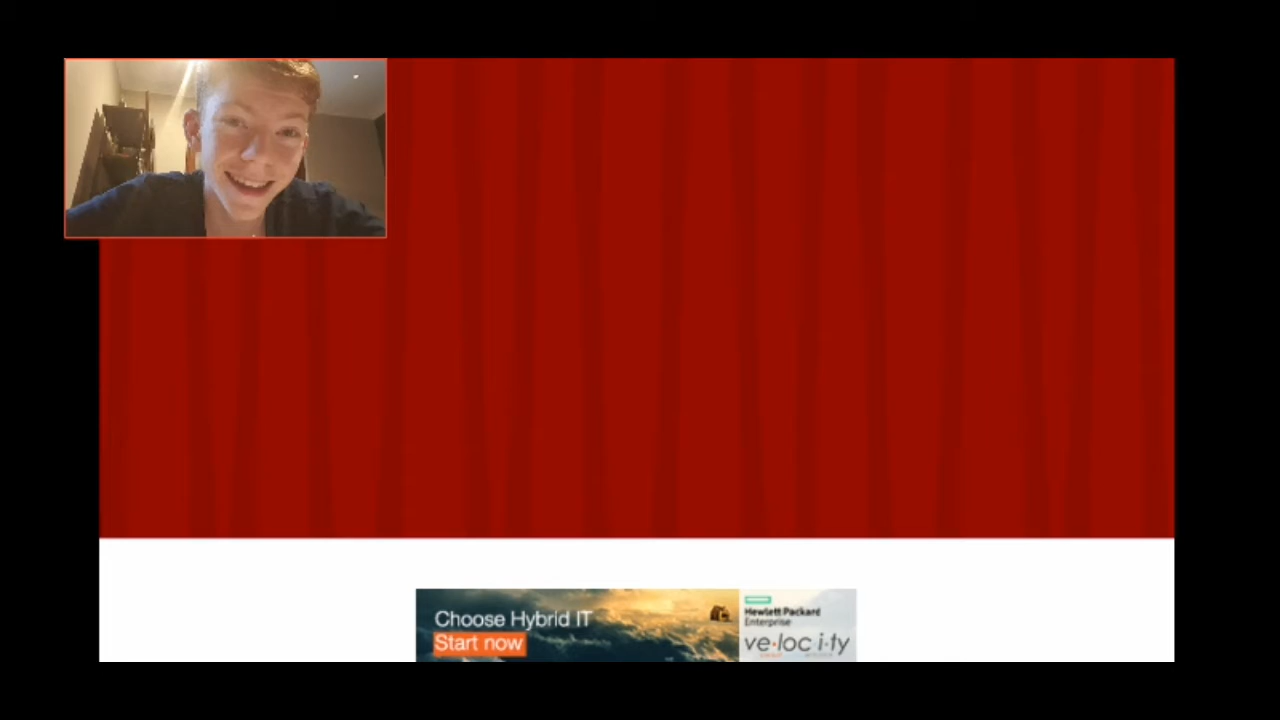 Choose Hybrid IT
Start now
Hewlett Packard
Enterprise
ve·loc i·ty